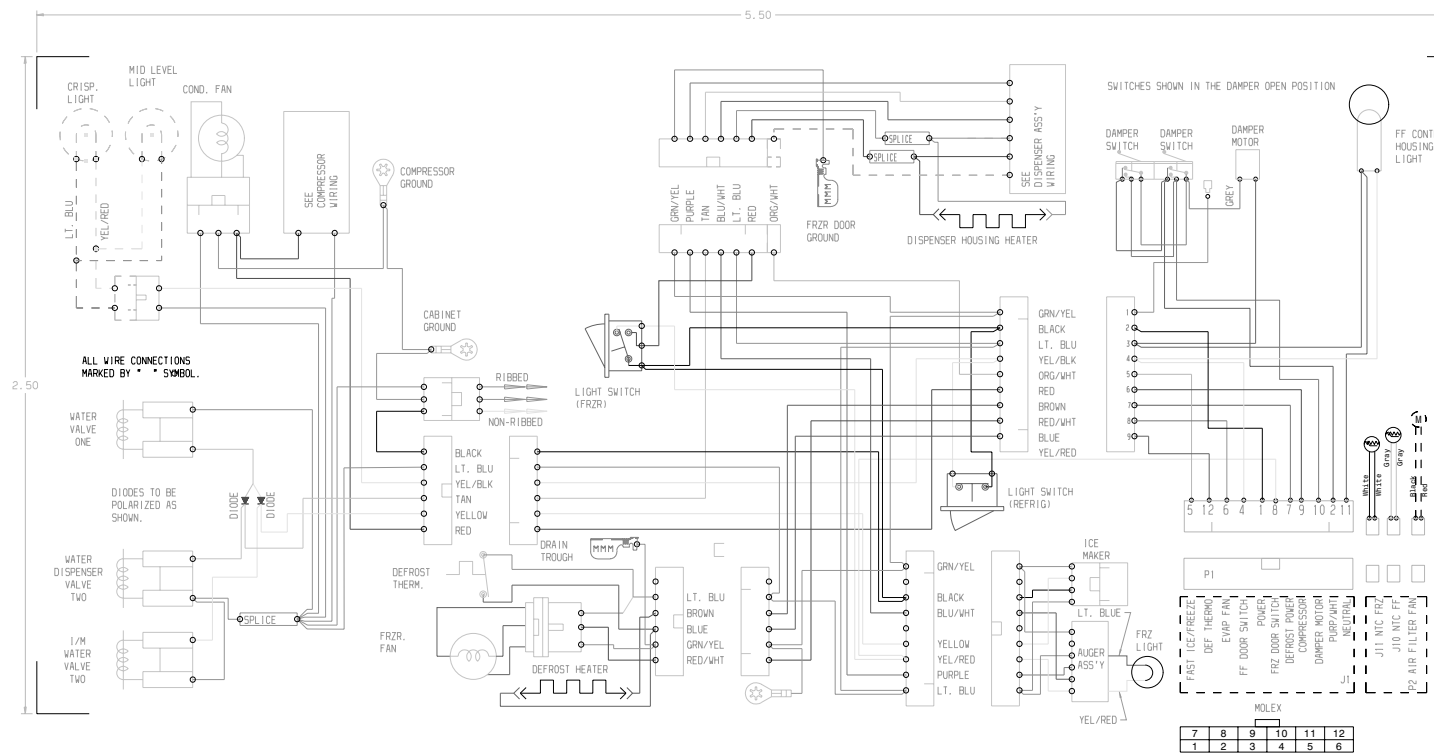 5.50
2.50
CRISP.
LIGHT
MID LEVEL
LIGHT
COND. FAN
SEE
COMPRESSOR
WIRING
COMPRESSOR
GROUND
LT. BLU
YEL/RED
CABINET
GROUND
ALL WIRE CONNECTIONS
MARKED BY " " SYMBOL.
RIBBED
NON-RIBBED
WATER
VALVE
ONE
DIODES TO BE
POLARIZED AS
SHOWN.
DIODE
DIODE
WATER
DISPENSER
VALVE
TWO
I/M
WATER
VALVE
TWO
SPLICE
BLACK
LT. BLU
YEL/BLK
TAN
YELLOW
RED
DRAIN
TROUGH
DEFROST
THERM.
FRZR.
FAN
DEFROST HEATER
LT. BLU
BROWN
BLUE
GRN/YEL
RED/WHT
GRN/YEL
PURPLE
TAN
BLU/WHT
LT. BLU
RED
ORG/WHT
SPLICE
SPLICE
FRZR DOOR
GROUND
SEE
DISPENSER ASS'Y
WIRING
DISPENSER HOUSING HEATER
LIGHT SWITCH
(FRZR)
GRN/YEL
BLACK
LT. BLU
YEL/BLK
ORG/WHT
RED
BROWN
RED/WHT
BLUE
YEL/RED
1
2
3
4
5
6
7
8
9
SWITCHES SHOWN IN THE DAMPER OPEN POSITION
DAMPER
SWITCH
DAMPER
SWITCH
DAMPER
MOTOR
GREY
FF CONT
HOUSING
LIGHT
LIGHT SWITCH
(REFRIG)
GRN/YEL
BLACK
BLU/WHT
YELLOW
YEL/RED
PURPLE
LT. BLU
ICE
MAKER
LT. BLUE
AUGER
ASS'Y
FRZ
LIGHT
YEL/RED
5 12 6 4 1 8 7 9 10 2 11
White
White
Gray
Gray
M
Black
Red
P1
FAST ICE/FREEZE
DEF THERMO
EVAP FAN
FF DOOR SWITCH
POWER
FRZ DOOR SWITCH
DEFROST POWER
COMPRESSOR
DAMPER MOTOR
PURP/WHT
NEUTRAL
J1
J11 NTC FRZ
J10 NTC FF
P2 AIR FILTER FAN
MOLEX
7 8 9 10 11 12
1 2 3 4 5 6